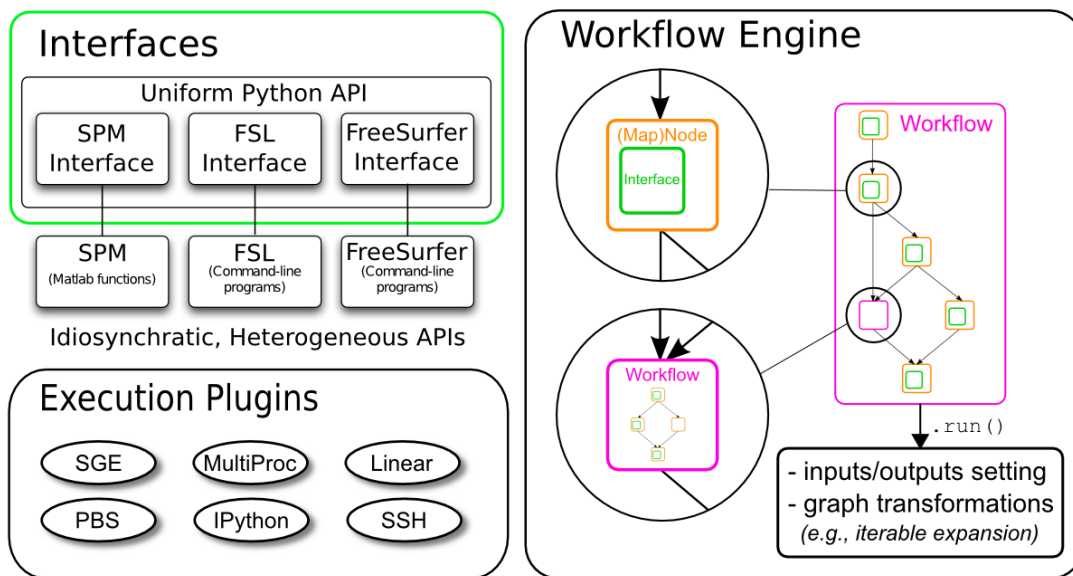 Interfaces
Uniform Python API
SPM
Interface
FSL
Interface
FreeSurfer
Interface
SPM
(Matlab functions)
FSL
(Command-line
programs)
FreeSurfer
(Command-line
programs)
Idiosynchratic, Heterogeneous APIs
Execution Plugins
SGE
MultiProc
Linear
PBS
IPython
SSH
Workflow Engine
(Map)Node
Interface
Workflow
Workflow
.run()
- inputs/outputs setting
- graph transformations
(e.g., iterable expansion)